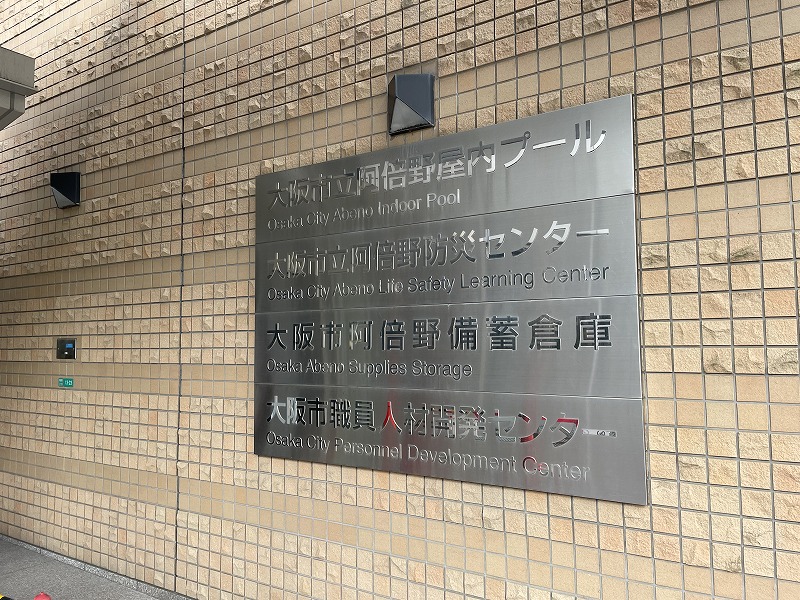 大阪市立阿倍野屋内プール
Osaka City Abeno Indoor Pool
大阪市立阿倍野防災センター
Osaka City Abeno Life Safety Learning Center
大阪市阿倍野備蓄倉庫
Osaka Abeno Supplies Storage
大阪市職員人材開発センター
Osaka City Personnel Development Center